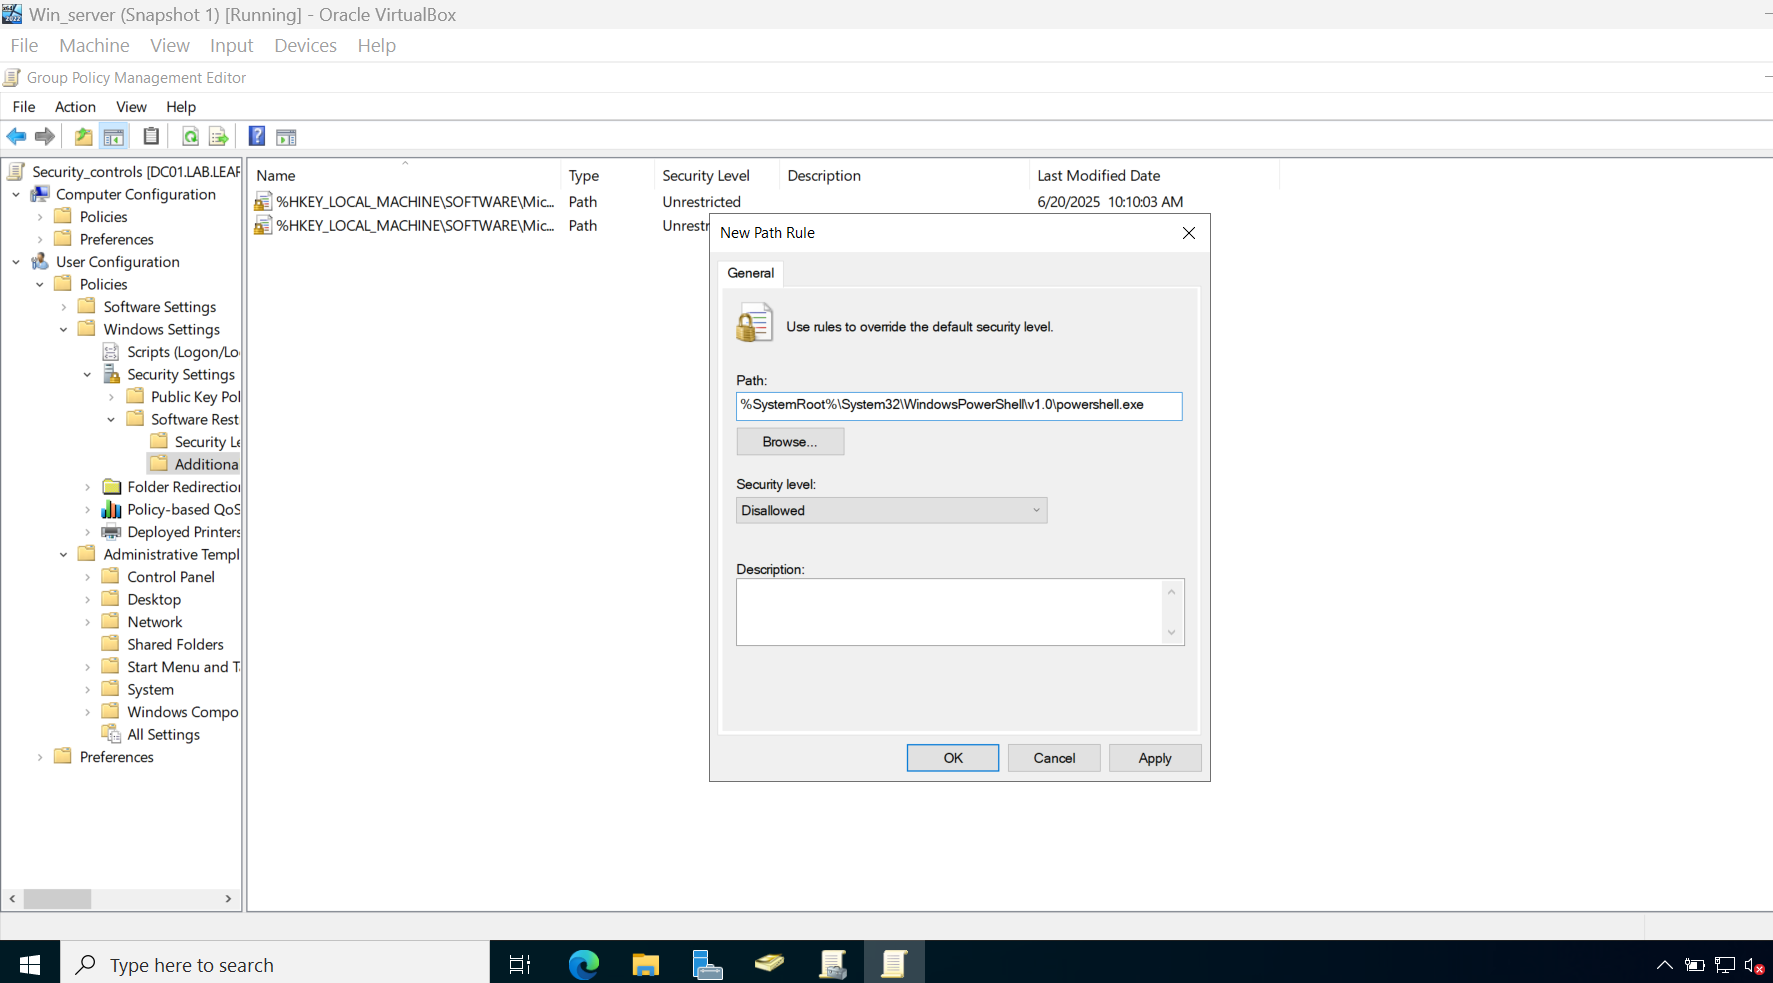 Win_server (Snapshot 1) [Running] - Oracle VirtualBox
File Machine View Input Devices Help
Group Policy Management Editor
File Action View Help
Security_controls [DC01.LAB.LEAR
Computer Configuration
Policies
Preferences
User Configuration
Policies
Software Settings
Windows Settings
Scripts (Logon/Lo
Security Settings
Public Key Pol
Software Rest
Security Le
Additiona
Folder Redirection
Policy-based QoS
Deployed Printers
Administrative Templ
Control Panel
Desktop
Network
Shared Folders
Start Menu and Ta
System
Windows Compo
All Settings
Preferences
Name Type Security Level Description Last Modified Date
%HKEY_LOCAL_MACHINE\SOFTWARE\Mic... Path Unrestricted 6/20/2025 10:10:03 AM
%HKEY_LOCAL_MACHINE\SOFTWARE\Mic... Path Unrestr
New Path Rule
General
Use rules to override the default security level.
Path:
%SystemRoot%\System32\WindowsPowerShell\v1.0\powershell.exe
Browse...
Security level:
Disallowed
Description:
OK Cancel Apply
Type here to search